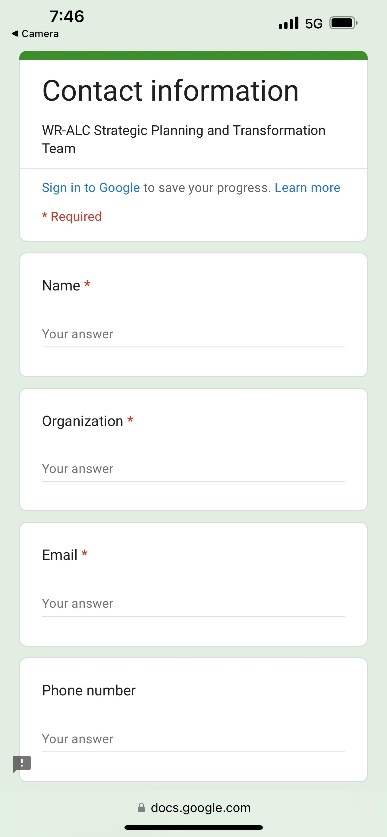 7:46
5G
◀ Camera
Contact information
WR-ALC Strategic Planning and Transformation
Team
Sign in to Google to save your progress. Learn more
* Required
Name *
Your answer
Organization *
Your answer
Email *
Your answer
Phone number
Your answer
!
docs.google.com